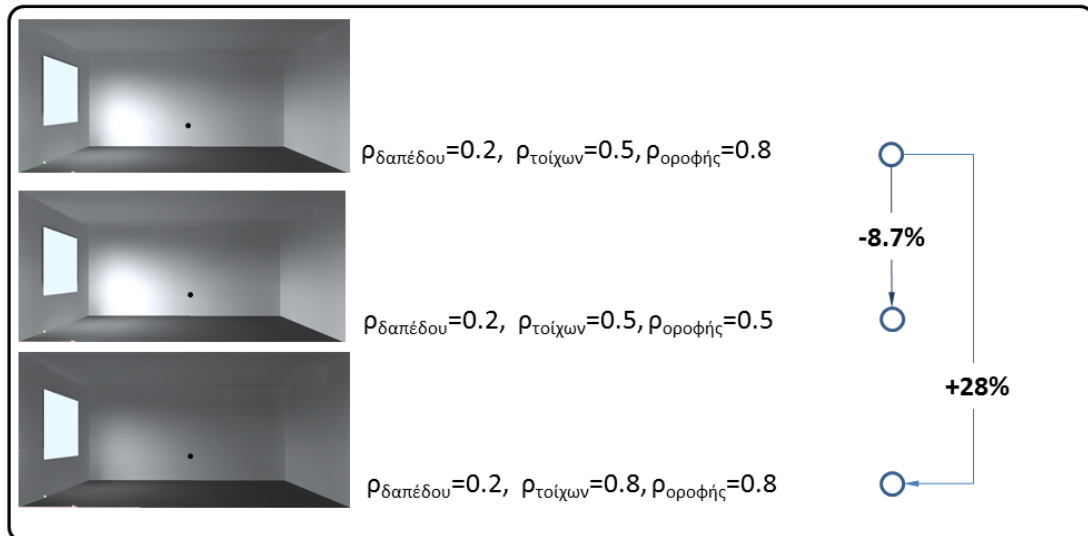 ρδαπέδου=0.2, ρτοίχων=0.5, ροροφής=0.8
-8.7%
ρδαπέδου=0.2, ρτοίχων=0.5, ροροφής=0.5
+28%
ρδαπέδου=0.2, ρτοίχων=0.8, ροροφής=0.8